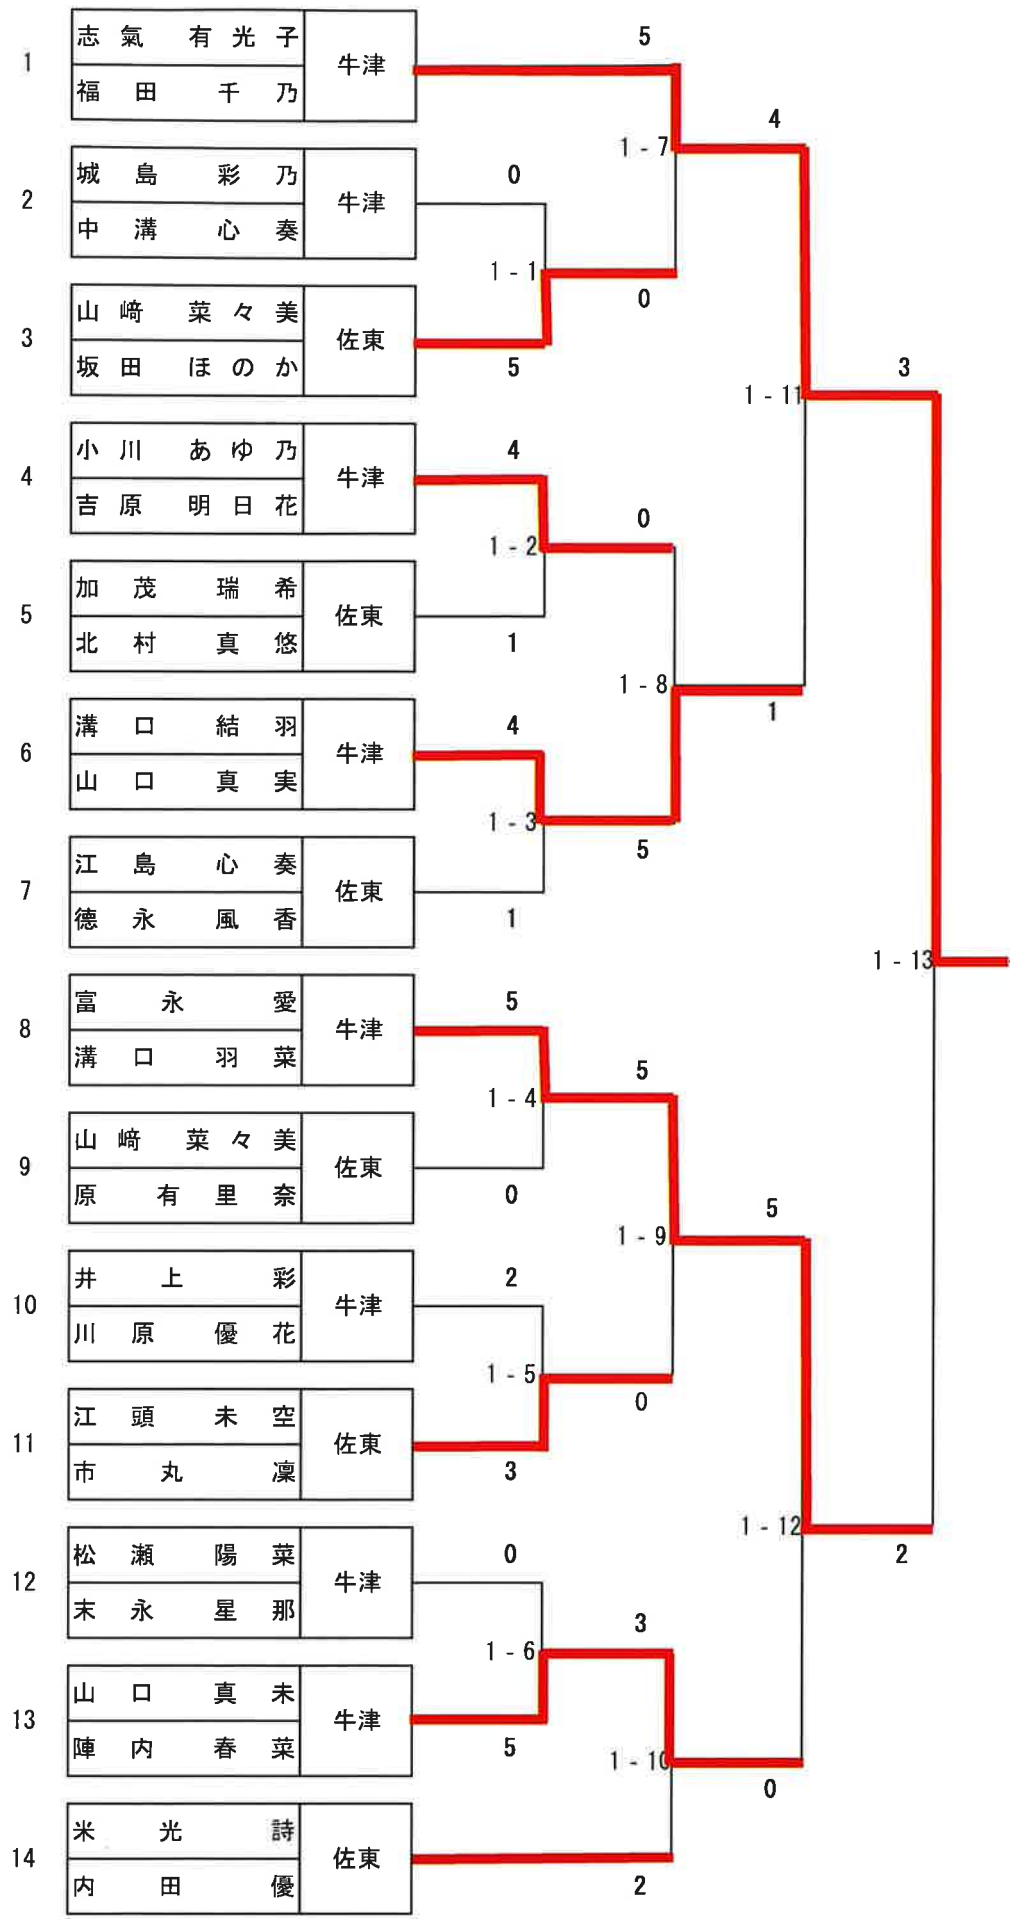 1 志氣 有光子 牛津
福田 千乃
5
4
1-7
2 城島 彩乃 牛津
中溝 心奏
0
1-1
0
3 山﨑 菜々美 佐東
坂田 ほのか
5
3
1-11
4 小川 あゆ乃 牛津
吉原 明日花
4
0
1-2
5 加茂 瑞希 佐東
北村 真悠
1
1-8
1
6 溝口 結羽 牛津
山口 真実
4
1-3
5
7 江島 心奏 佐東
德永 風香
1
1-13
8 富永 愛 牛津
溝口 羽菜
5
5
1-4
9 山﨑 菜々美 佐東
原 有里奈
0
5
1-9
10 井上 彩 牛津
川原 優花
2
1-5
0
11 江頭 未空 佐東
市丸 凜
3
1-12
2
12 松瀬 陽菜 牛津
末永 星那
0
3
1-6
13 山口 真未 牛津
陣内 春菜
5
1-10
0
14 米光 詩 佐東
内田 優
2